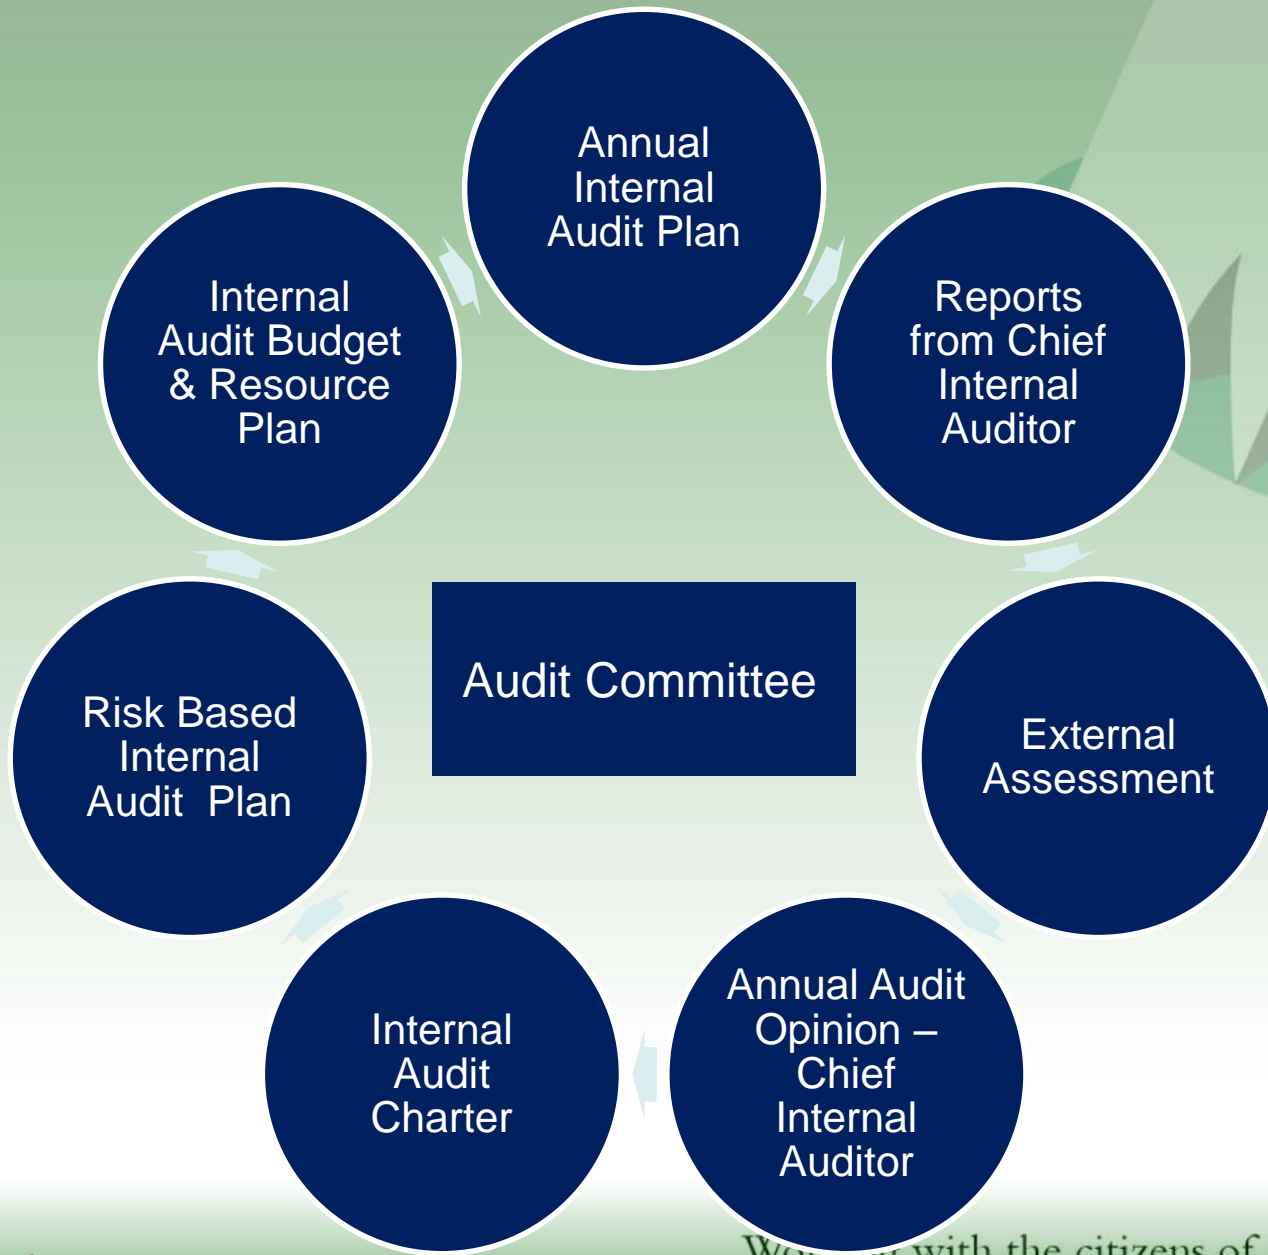 Annual
Internal
Audit Plan
Reports
from Chief
Internal
Auditor
External
Assessment
Annual Audit
Opinion –
Chief
Internal
Auditor
Internal
Audit
Charter
Risk Based
Internal
Audit  Plan
Internal
Audit Budget
& Resource
Plan
Audit Committee
with the citizens of